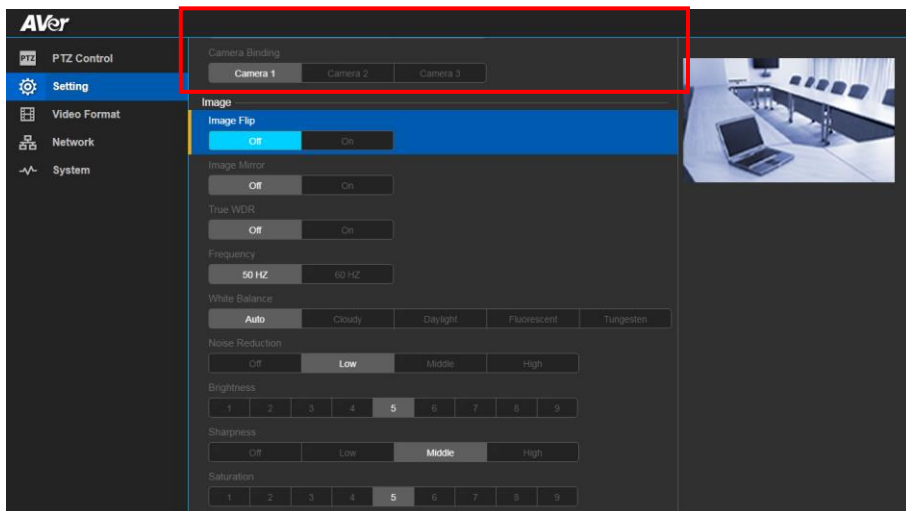 AVer
PTZ PTZ Control
Setting
Video Format
Network
System
Camera Binding
Camera 1 Camera 2 Camera 3
Image
Image Flip
Off On
Image Mirror
Off On
True WDR
Off On
Frequency
50 HZ 60 HZ
White Balance
Auto Cloudy Daylight Fluorescent Tungesten
Noise Reduction
Off Low Middle High
Brightness
1 2 3 4 5 6 7 8 9
Sharpness
Off Low Middle High
Saturation
1 2 3 4 5 6 7 8 9